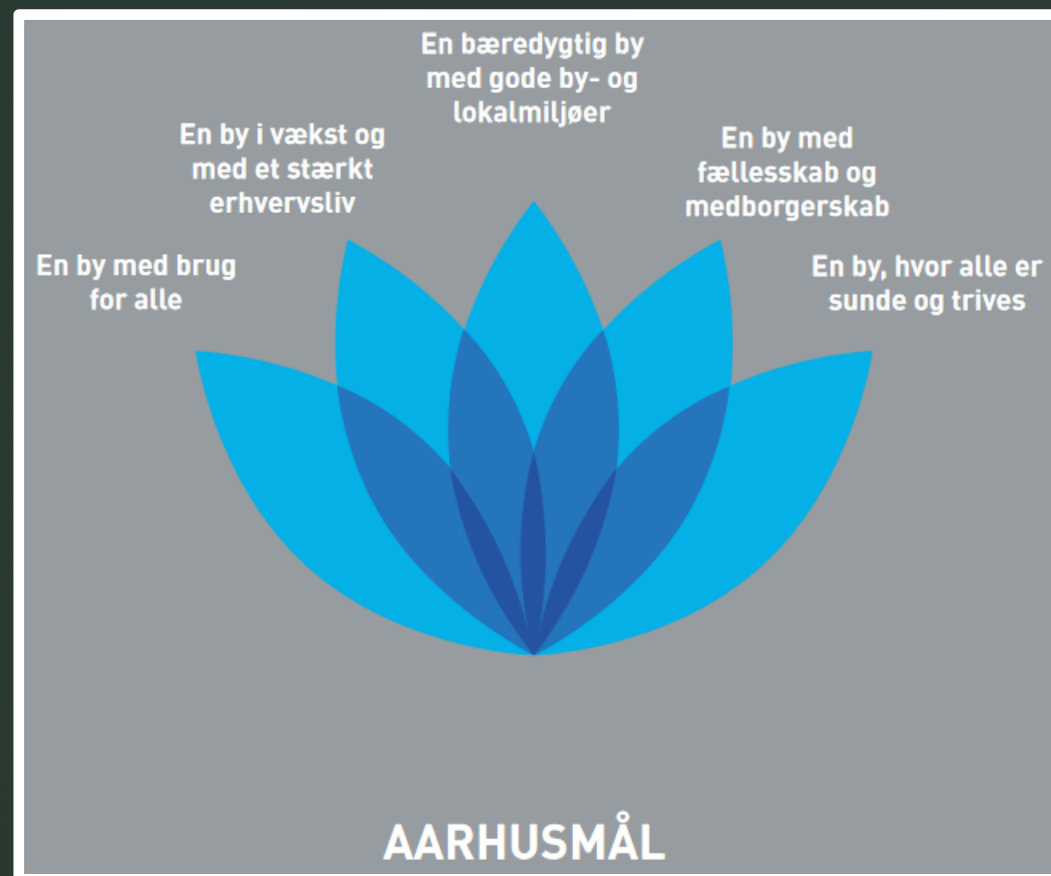 En bæredygtig by
med gode by- og
lokalmiljøer
En by i vækst og
med et stærkt
erhvervsliv
En by med
fællesskab og
medborgerskab
En by med brug
for alle
En by, hvor alle er
sunde og trives
AARHUSMÅL